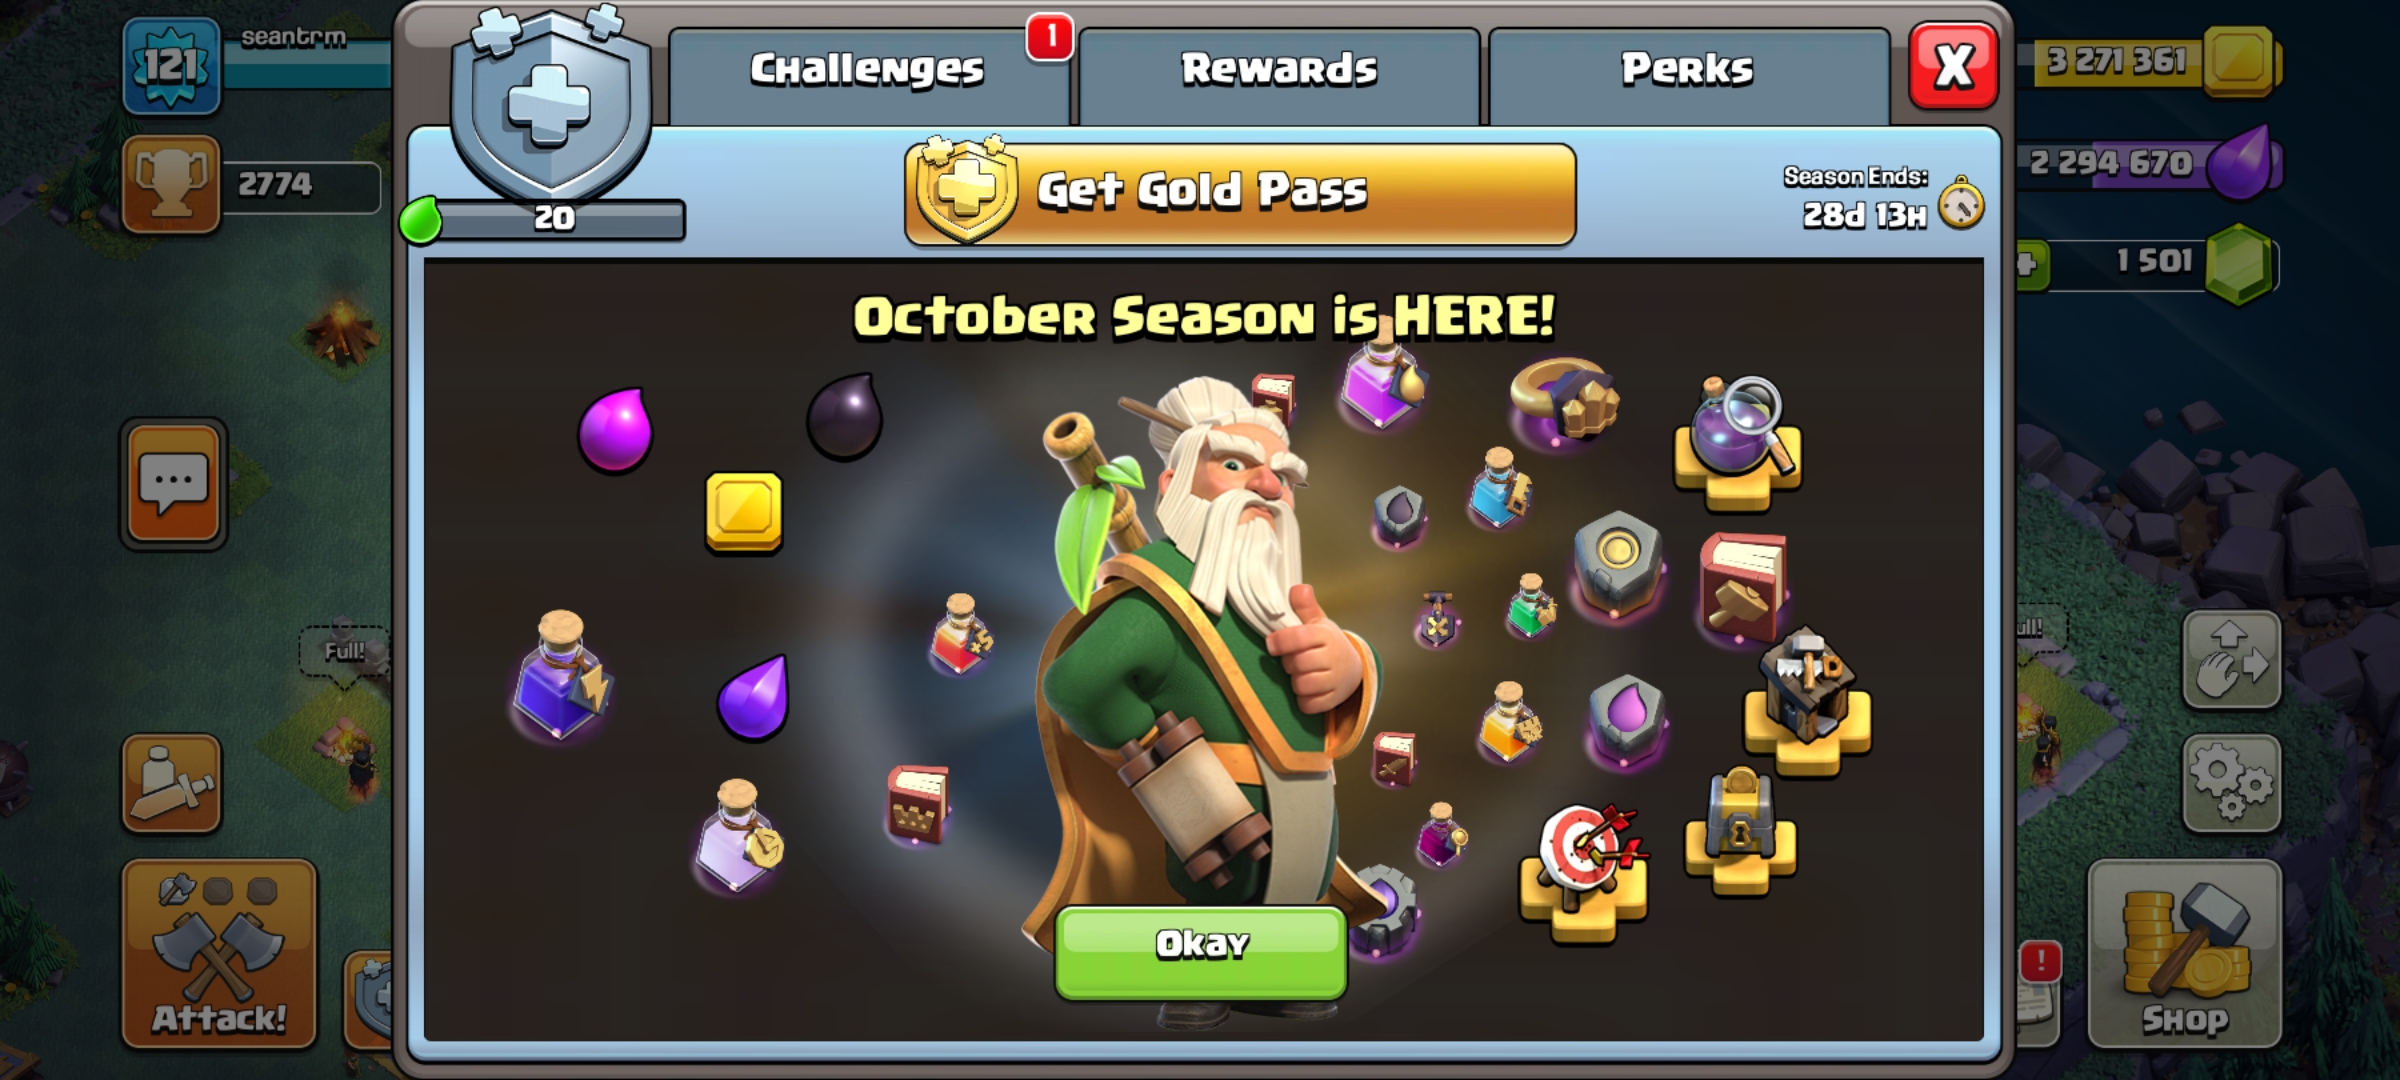 121
seantrm
2774
Challenges
1
Rewards
Perks
X
3 271 361
2 294 670
1 501
20
Get Gold Pass
Season Ends:
28d 13H
October Season is HERE!
Full!
Okay
Attack!
!
Shop